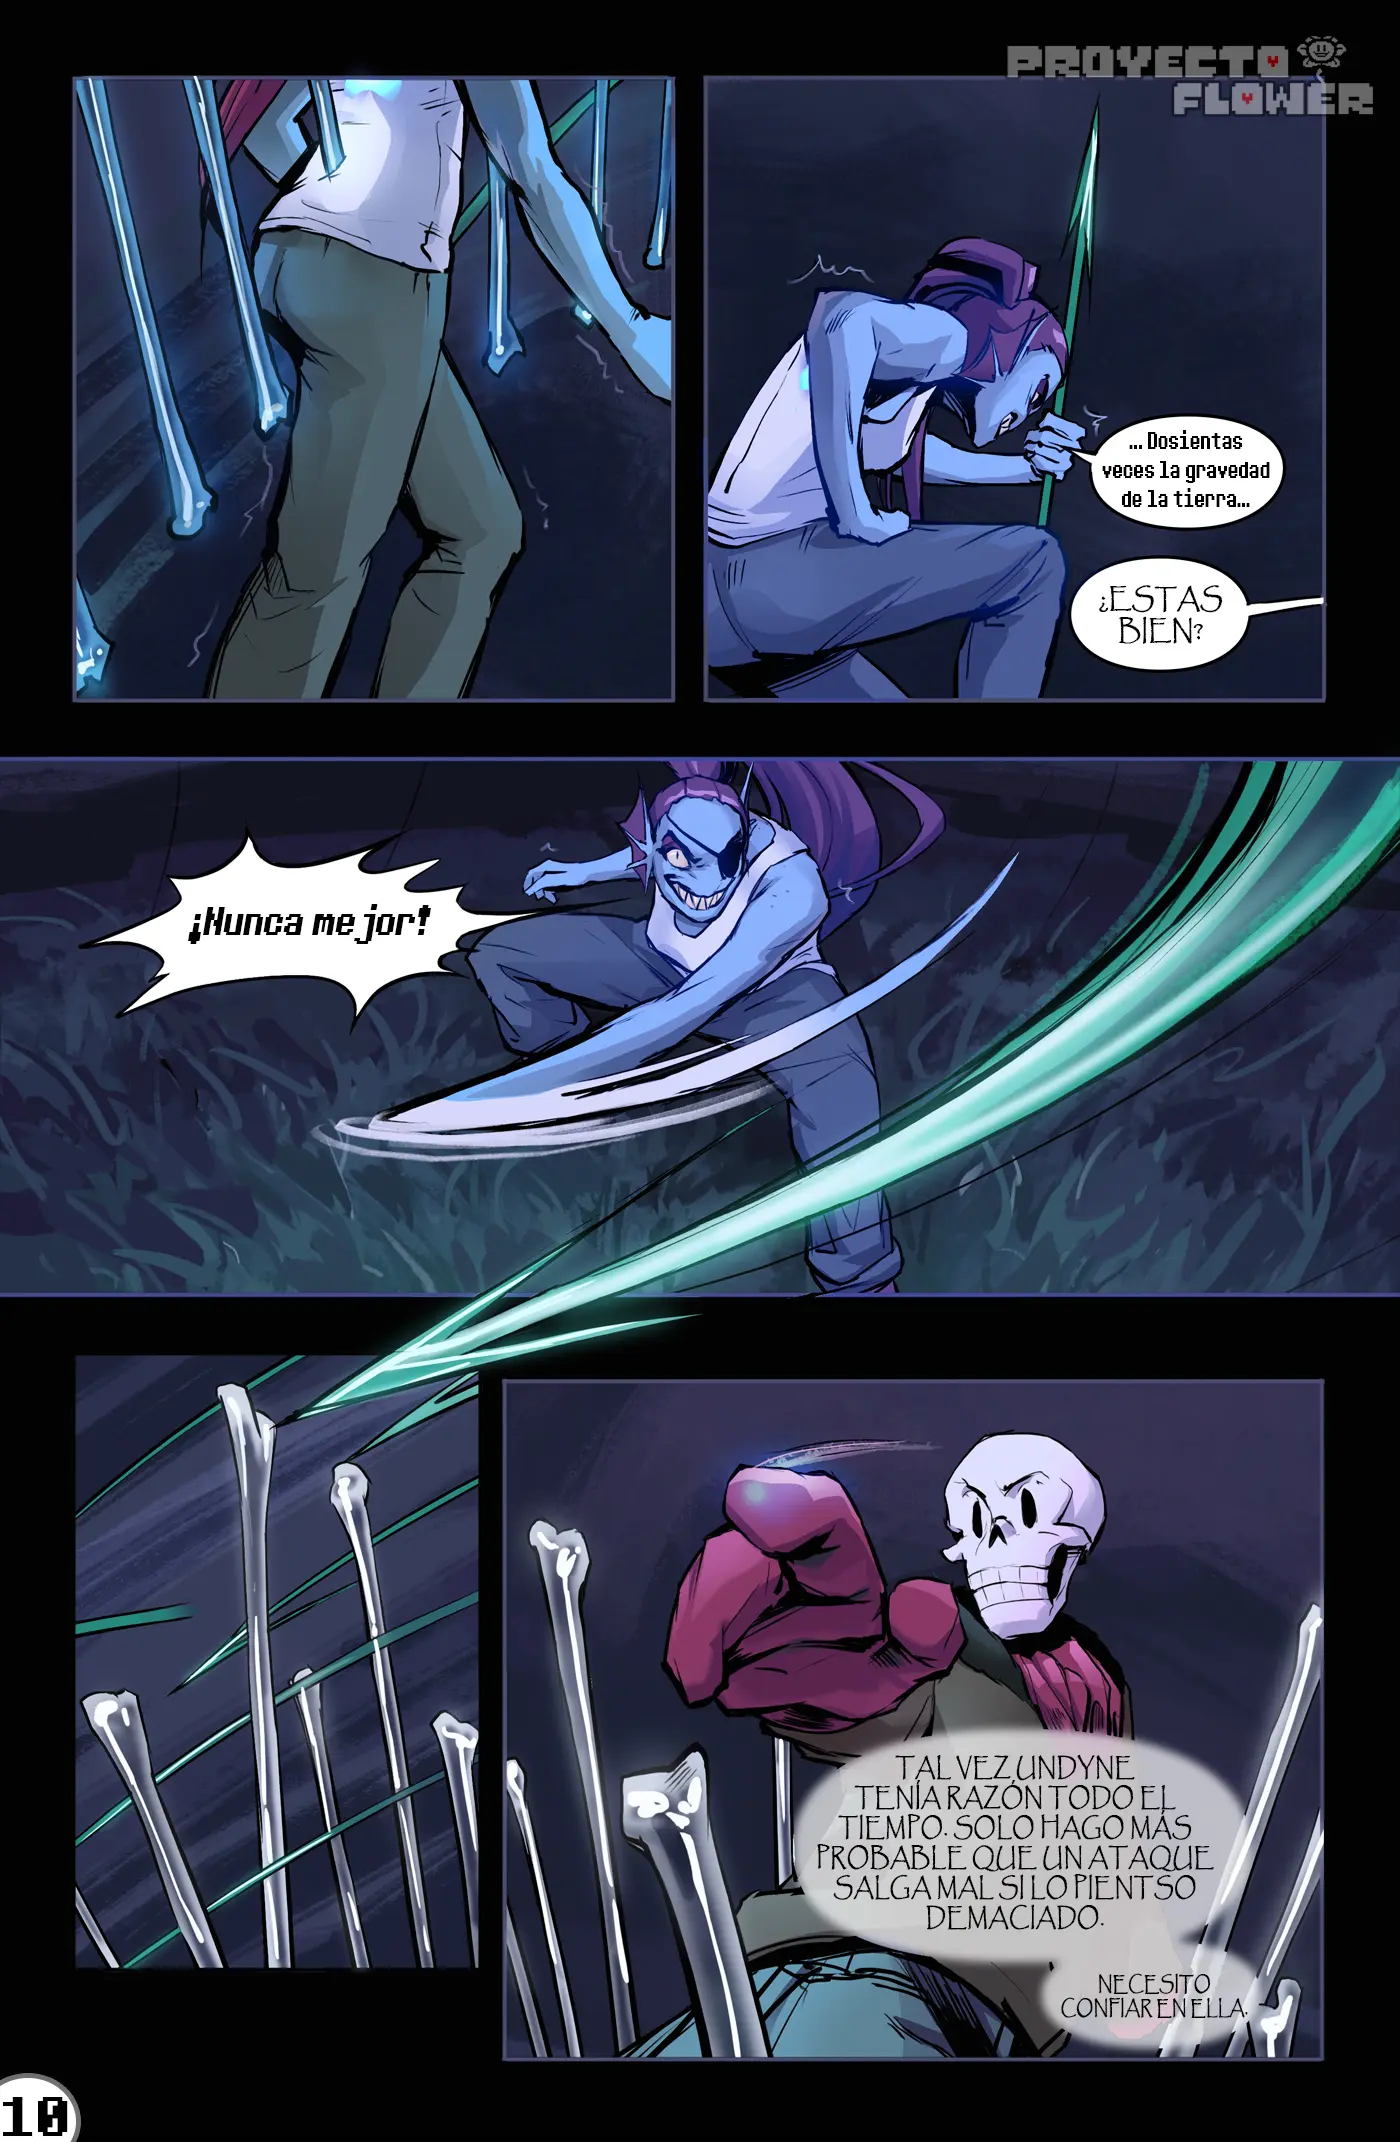 PROYECTO
FLOWER
... Dosientas
veces la gravedad
de la tierra...
¿ESTAS
BIEN?
¡Nunca mejor!
TAL VEZ UNDYNE
TENÍA RAZÓN TODO EL
TIEMPO. SOLO HAGO MÁS
PROBABLE QUE UN ATAQUE
SALGA MAL SI LO PIENTSO
DEMACIADO.
NECESITO
CONFIAR EN ELLA.
10